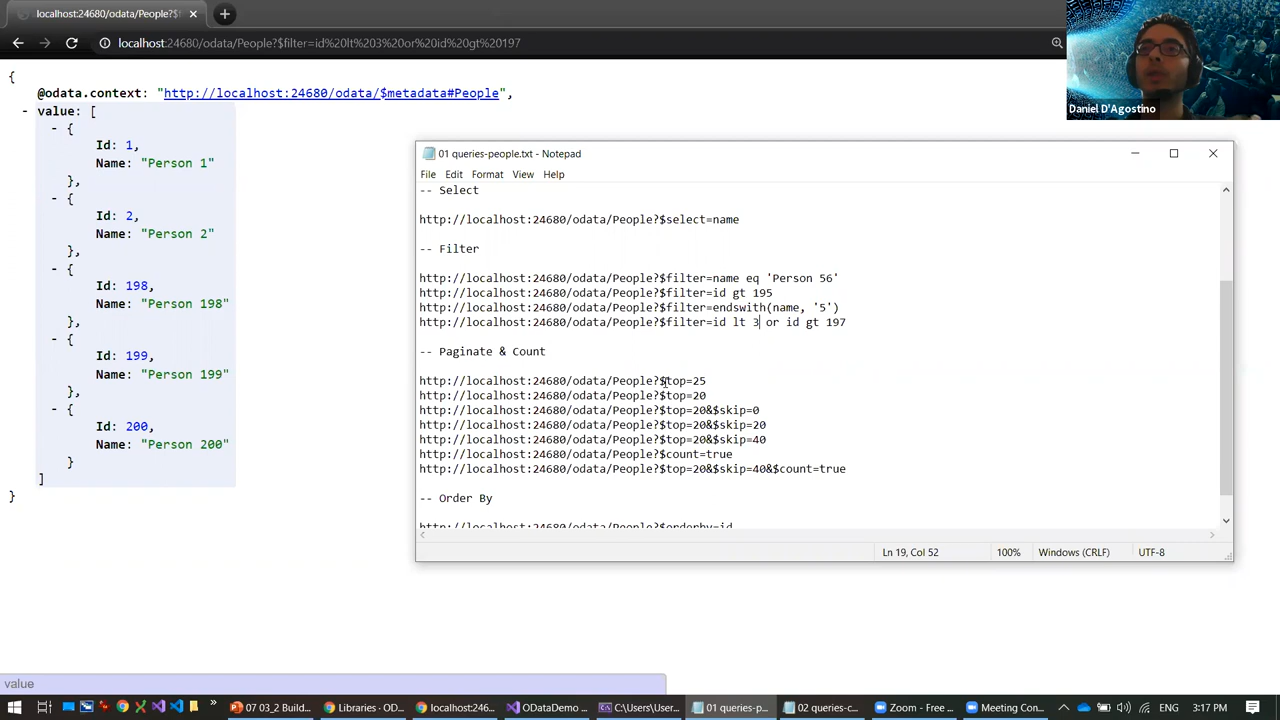 localhost:24680/odata/People?$f
localhost:24680/odata/People?$filter=id%20lt%203%20or%20id%20gt%20197
Daniel D'Agostino
{
@odata.context: "http://localhost:24680/odata/$metadata#People",
- value: [
- {
Id: 1,
Name: "Person 1"
},
- {
Id: 2,
Name: "Person 2"
},
- {
Id: 198,
Name: "Person 198"
},
- {
Id: 199,
Name: "Person 199"
},
- {
Id: 200,
Name: "Person 200"
}
]
}
01 queries-people.txt - Notepad
File Edit Format View Help
-- Select
http://localhost:24680/odata/People?$select=name
-- Filter
http://localhost:24680/odata/People?$filter=name eq 'Person 56'
http://localhost:24680/odata/People?$filter=id gt 195
http://localhost:24680/odata/People?$filter=endswith(name, '5')
http://localhost:24680/odata/People?$filter=id lt 3 or id gt 197
-- Paginate & Count
http://localhost:24680/odata/People?$top=25
http://localhost:24680/odata/People?$top=20
http://localhost:24680/odata/People?$top=20&$skip=0
http://localhost:24680/odata/People?$top=20&$skip=20
http://localhost:24680/odata/People?$top=20&$skip=40
http://localhost:24680/odata/People?$count=true
http://localhost:24680/odata/People?$top=20&$skip=40&$count=true
-- Order By
http://localhost:24680/odata/People?$orderby=id
Ln 19, Col 52 100% Windows (CRLF) UTF-8
value
07 03_2 Build... Libraries - OD... localhost:246... ODataDemo ... C:\Users\User... 01 queries-p... 02 queries-c... Zoom - Free ... Meeting Con... ENG 3:17 PM